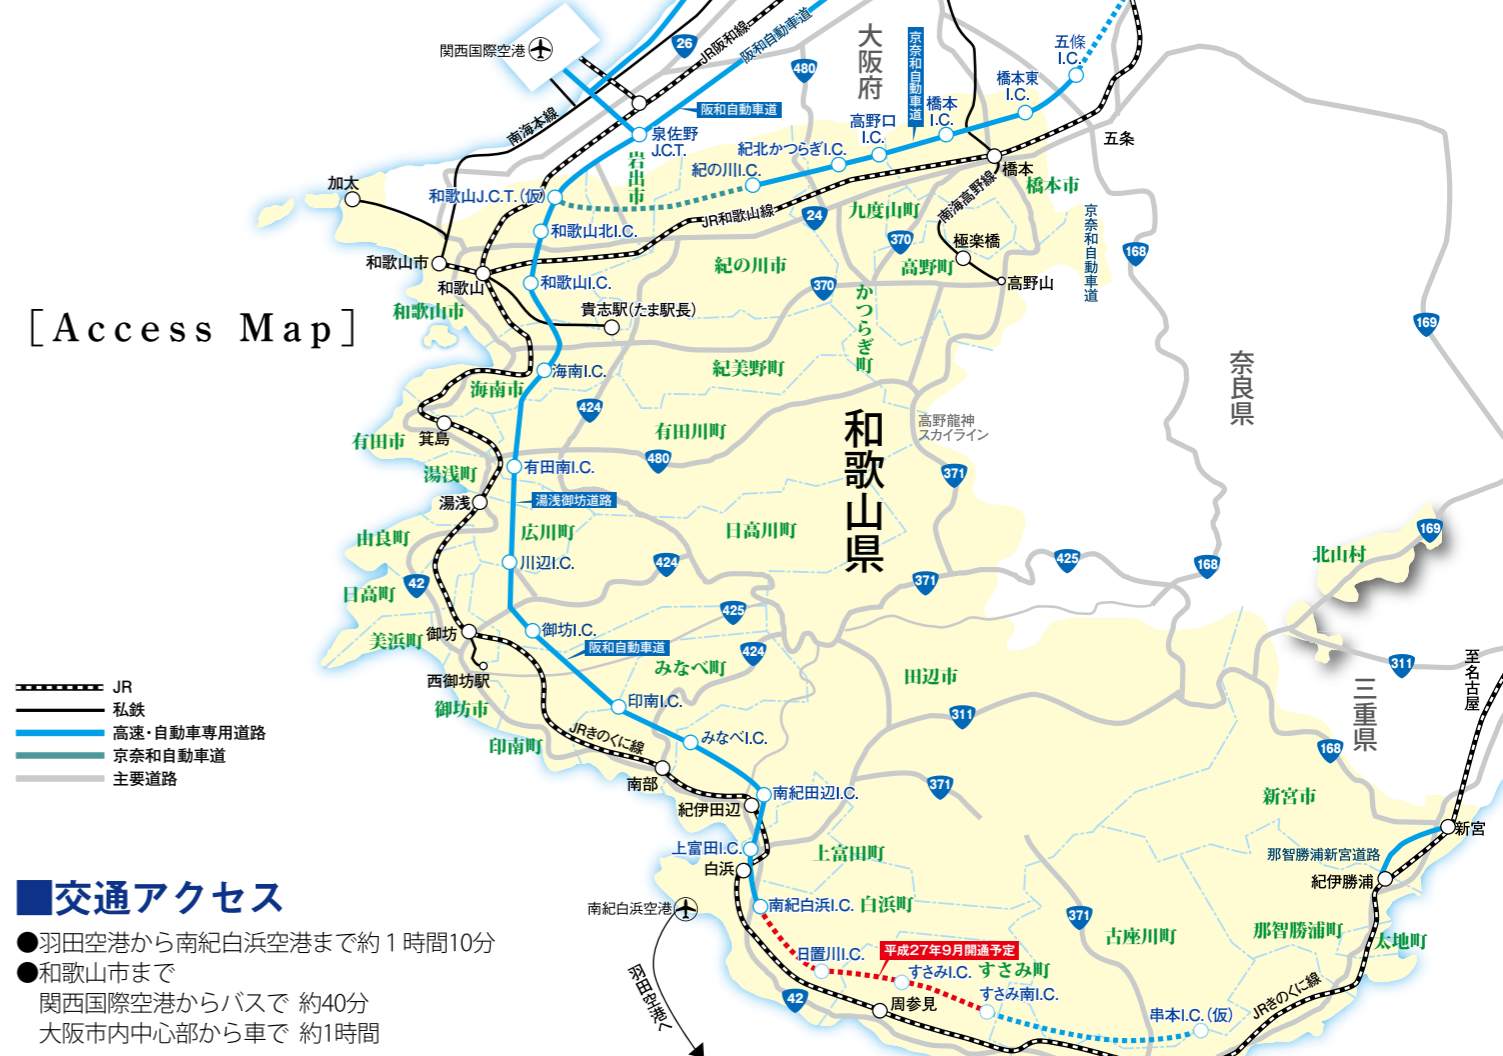 関西国際空港
26
JR阪和線
阪和自動車道
大阪府
京奈和自動車道
五條
I.C.
480
橋本東
I.C.
阪和自動車道
橋本
I.C.
南海本線
高野口
I.C.
泉佐野
J.C.T.
五条
紀北かつらぎI.C.
岩出市
紀の川I.C.
橋本
加太
和歌山J.C.T.(仮)
橋本市
南海高野線
24
九度山町
JR和歌山線
京奈和自動車道
和歌山北I.C.
370
極楽橋
168
和歌山市
紀の川市
高野町
和歌山
和歌山I.C.
370
高野山
かつらぎ町
貴志駅(たま駅長)
和歌山市
[Access Map]
169
奈良県
海南I.C.
紀美野町
海南市
424
和歌山県
高野龍神
スカイライン
有田市
箕島
有田川町
480
有田南I.C.
湯浅町
371
湯浅
湯浅御坊道路
由良町
広川町
日高川町
169
北山村
川辺I.C.
424
425
168
42
371
日高町
425
美浜町
御坊
御坊I.C.
阪和自動車道
424
みなべ町
311
至名古屋
西御坊駅
田辺市
三重県
JR
私鉄
高速・自動車専用道路
京奈和自動車道
主要道路
御坊市
印南I.C.
311
印南町
JRきのくに線
みなべI.C.
168
南部
371
南紀田辺I.C.
新宮市
紀伊田辺
新宮
上富田I.C.
上富田町
那智勝浦新宮道路
白浜
紀伊勝浦
■交通アクセス
南紀白浜空港
南紀白浜I.C.
白浜町
371
那智勝浦町
太地町
古座川町
●羽田空港から南紀白浜空港まで約1時間10分
平成27年9月開通予定
日置川I.C.
●和歌山市まで
すさみI.C.
すさみ町
羽田空港へ
関西国際空港からバスで 約40分
42
すさみ南I.C.
周参見
JRきのくに線
串本I.C.(仮)
大阪市内中心部から車で 約1時間